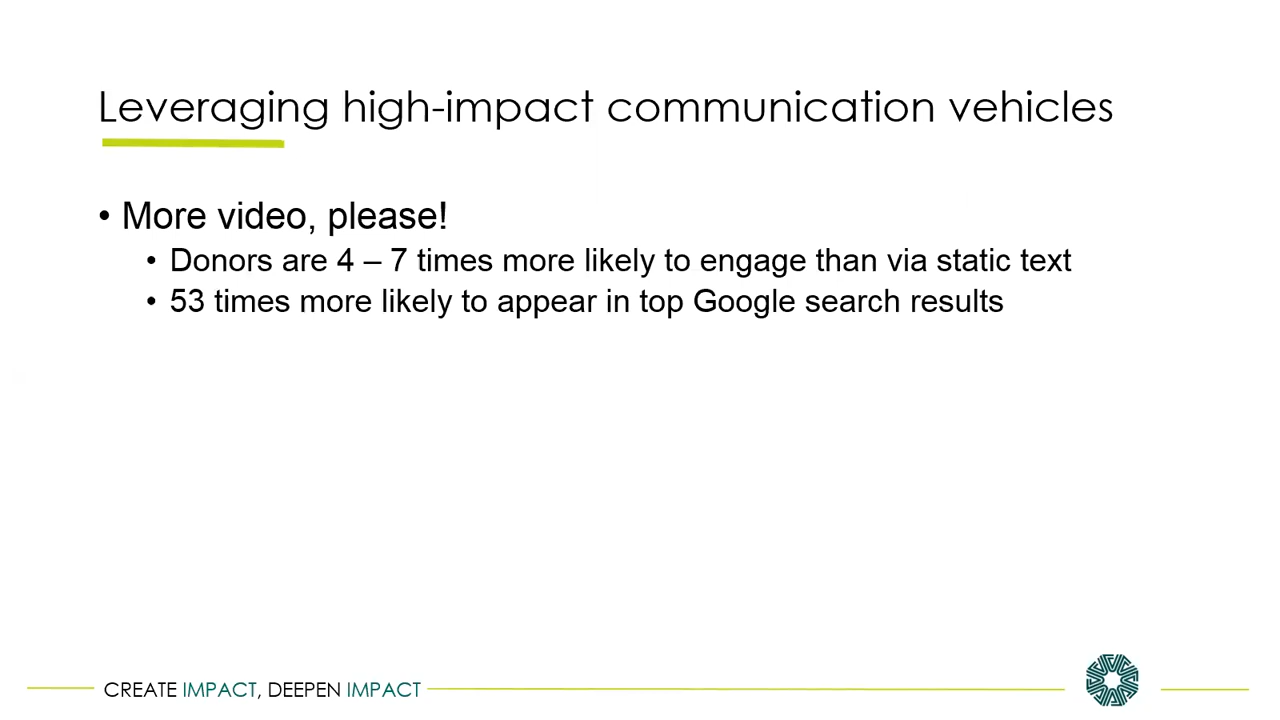 Leveraging high-impact communication vehicles
• More video, please!
• Donors are 4 – 7 times more likely to engage than via static text
• 53 times more likely to appear in top Google search results
CREATE IMPACT, DEEPEN IMPACT